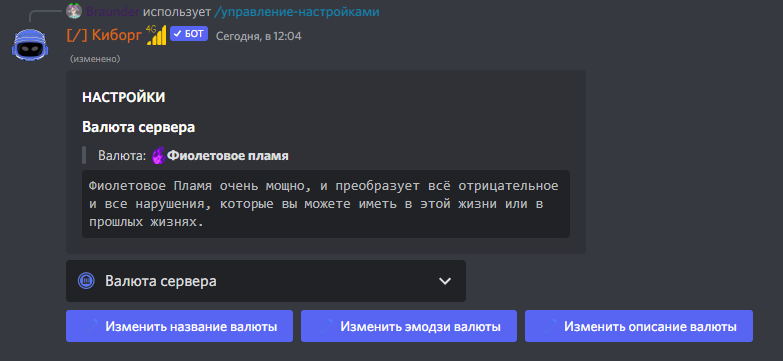 Braunder использует /управление-настройками
[/] Киборг 4G БОТ Сегодня, в 12:04
(изменено)
НАСТРОЙКИ
Валюта сервера
Валюта: Фиолетовое пламя
Фиолетовое Пламя очень мощно, и преобразует всё отрицательное
и все нарушения, которые вы можете иметь в этой жизни или в
прошлых жизнях.
Валюта сервера
Изменить название валюты
Изменить эмодзи валюты
Изменить описание валюты